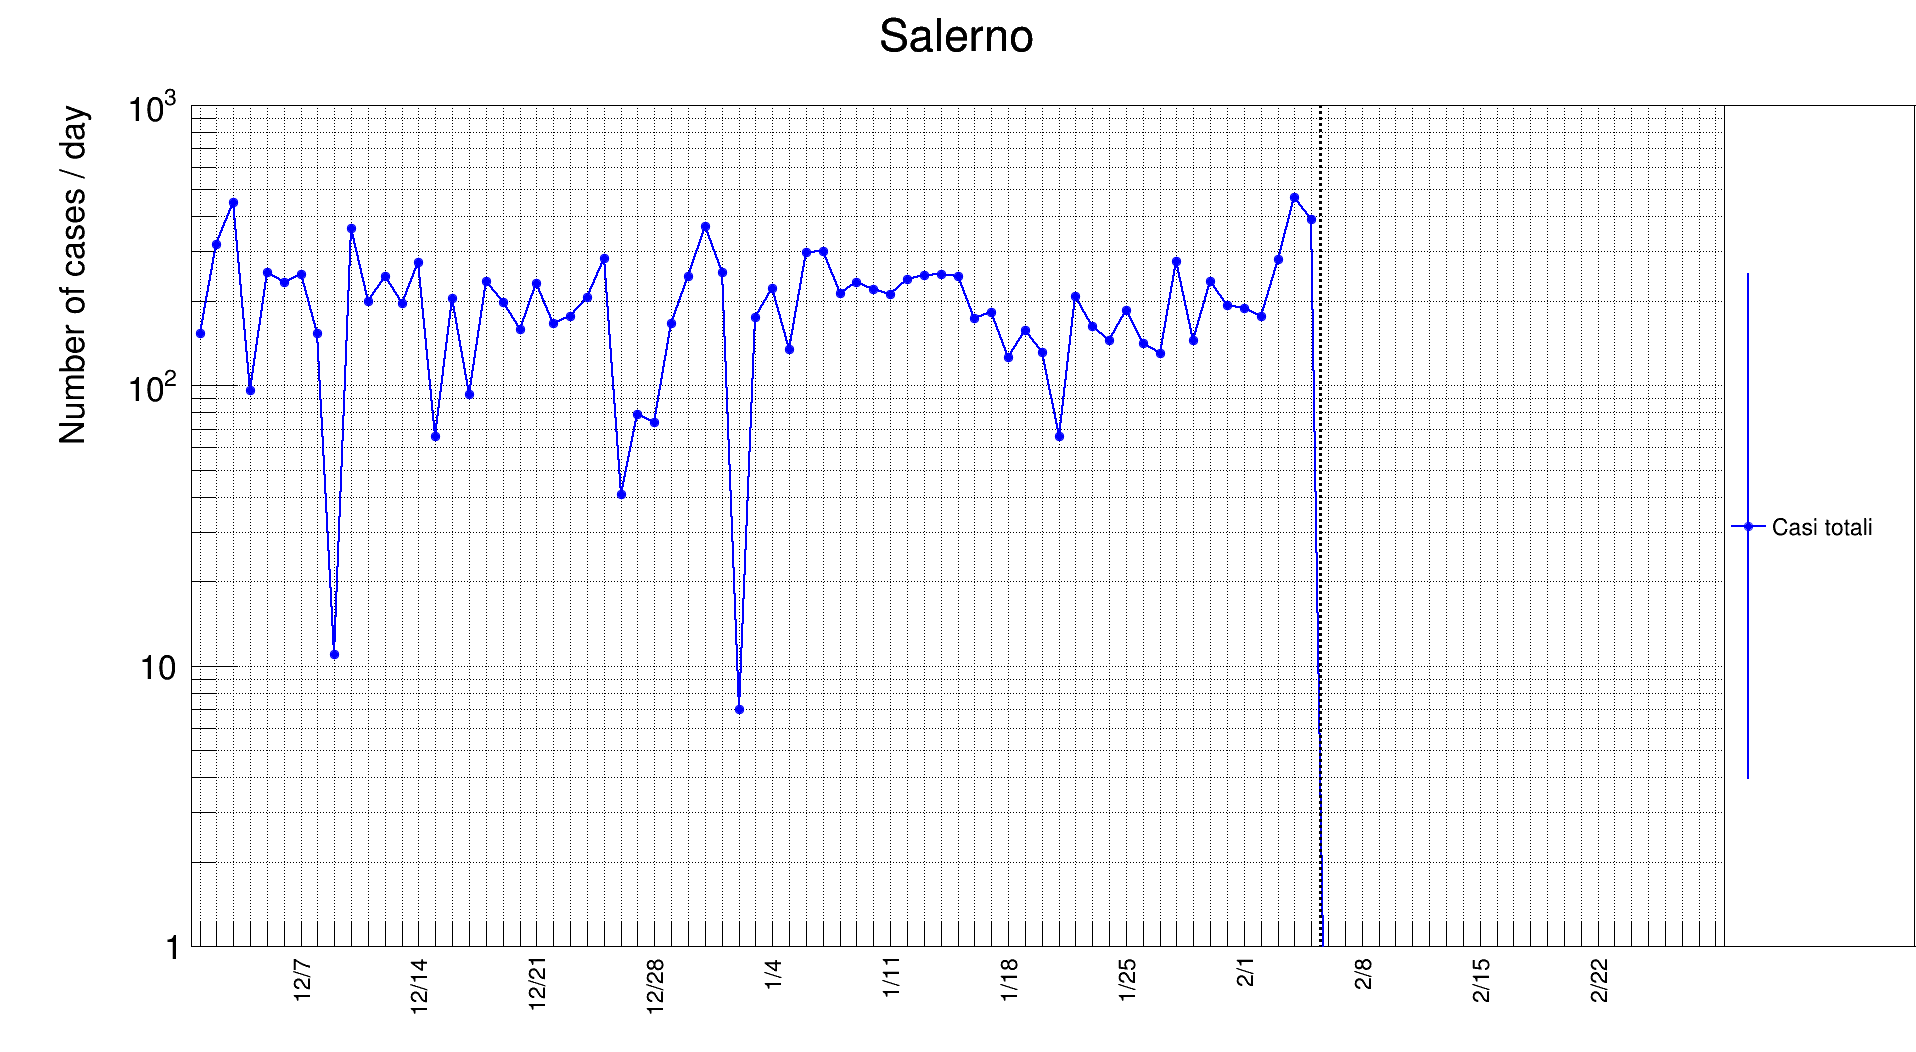 Salerno
Number of cases / day
10³
10²
10
1
12/7 12/14 12/21 12/28 1/4 1/11 1/18 1/25 2/1 2/8 2/15 2/22
Casi totali